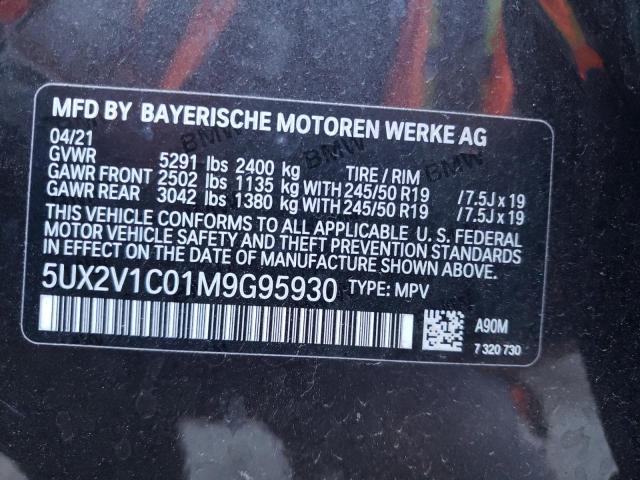 MFD BY BAYERISCHE MOTOREN WERKE AG
04/21
GVWR 5291 lbs 2400 kg TIRE / RIM
GAWR FRONT 2502 lbs 1135 kg WITH 245/50 R19 / 7.5J x 19
GAWR REAR 3042 lbs 1380 kg WITH 245/50 R19 / 7.5J x 19
THIS VEHICLE CONFORMS TO ALL APPLICABLE U. S. FEDERAL
MOTOR VEHICLE SAFETY AND THEFT PREVENTION STANDARDS
IN EFFECT ON THE DATE OF MANUFACTURE SHOWN ABOVE.
5UX2V1C01M9G95930 TYPE: MPV
A90M
7 320 730